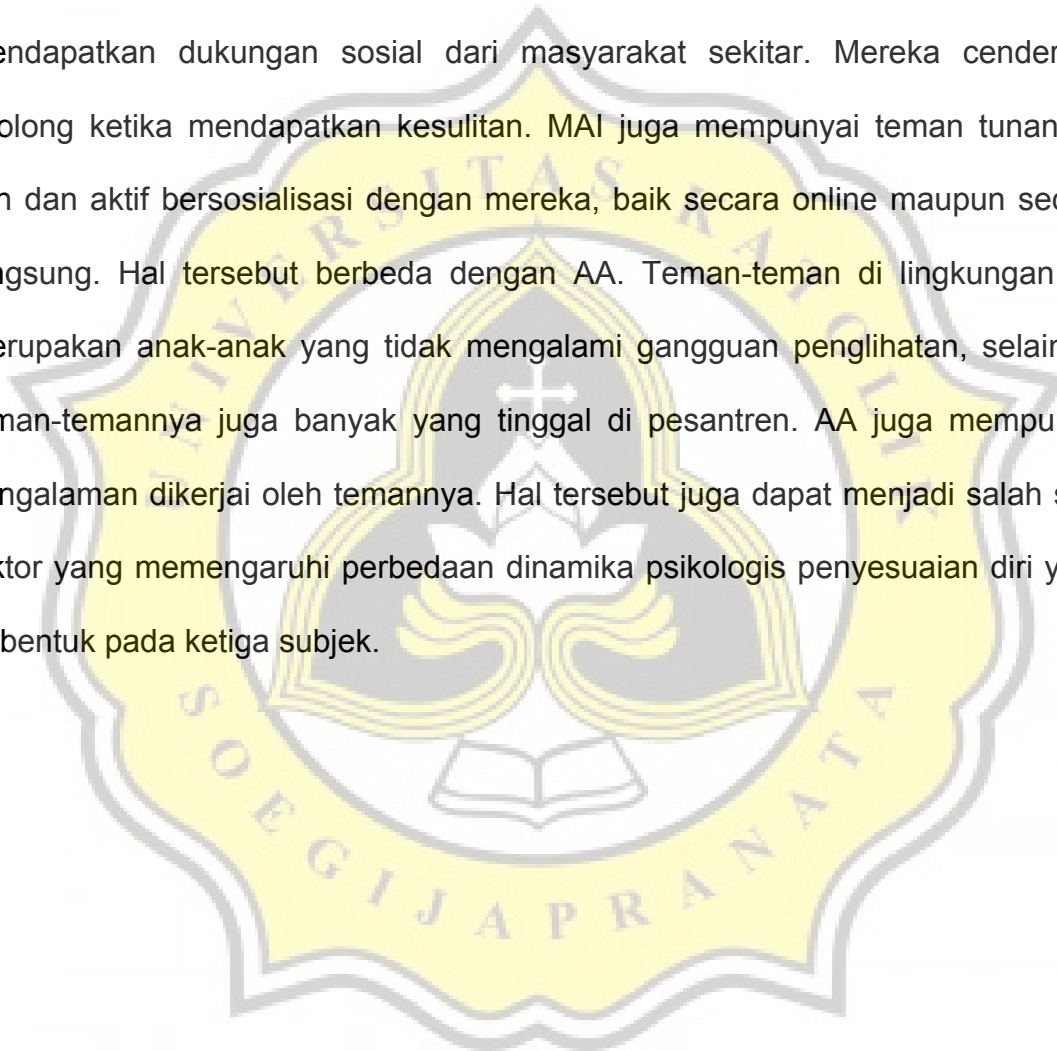 endapatkan dukungan sosial dari masyarakat sekitar. Mereka cender
olong ketika mendapatkan kesulitan. MAI juga mempunyai teman tunan
n dan aktif bersosialisasi dengan mereka, baik secara online maupun sec
ngsung. Hal tersebut berbeda dengan AA. Teman-teman di lingkungan
erupakan anak-anak yang tidak mengalami gangguan penglihatan, selain
man-temannya juga banyak yang tinggal di pesantren. AA juga mempu
ngalaman dikerjai oleh temannya. Hal tersebut juga dapat menjadi salah s
ktor yang memengaruhi perbedaan dinamika psikologis penyesuaian diri y
bentuk pada ketiga subjek.
UNIVERSITAS KATOLIK
SOEGIJAPRANATA